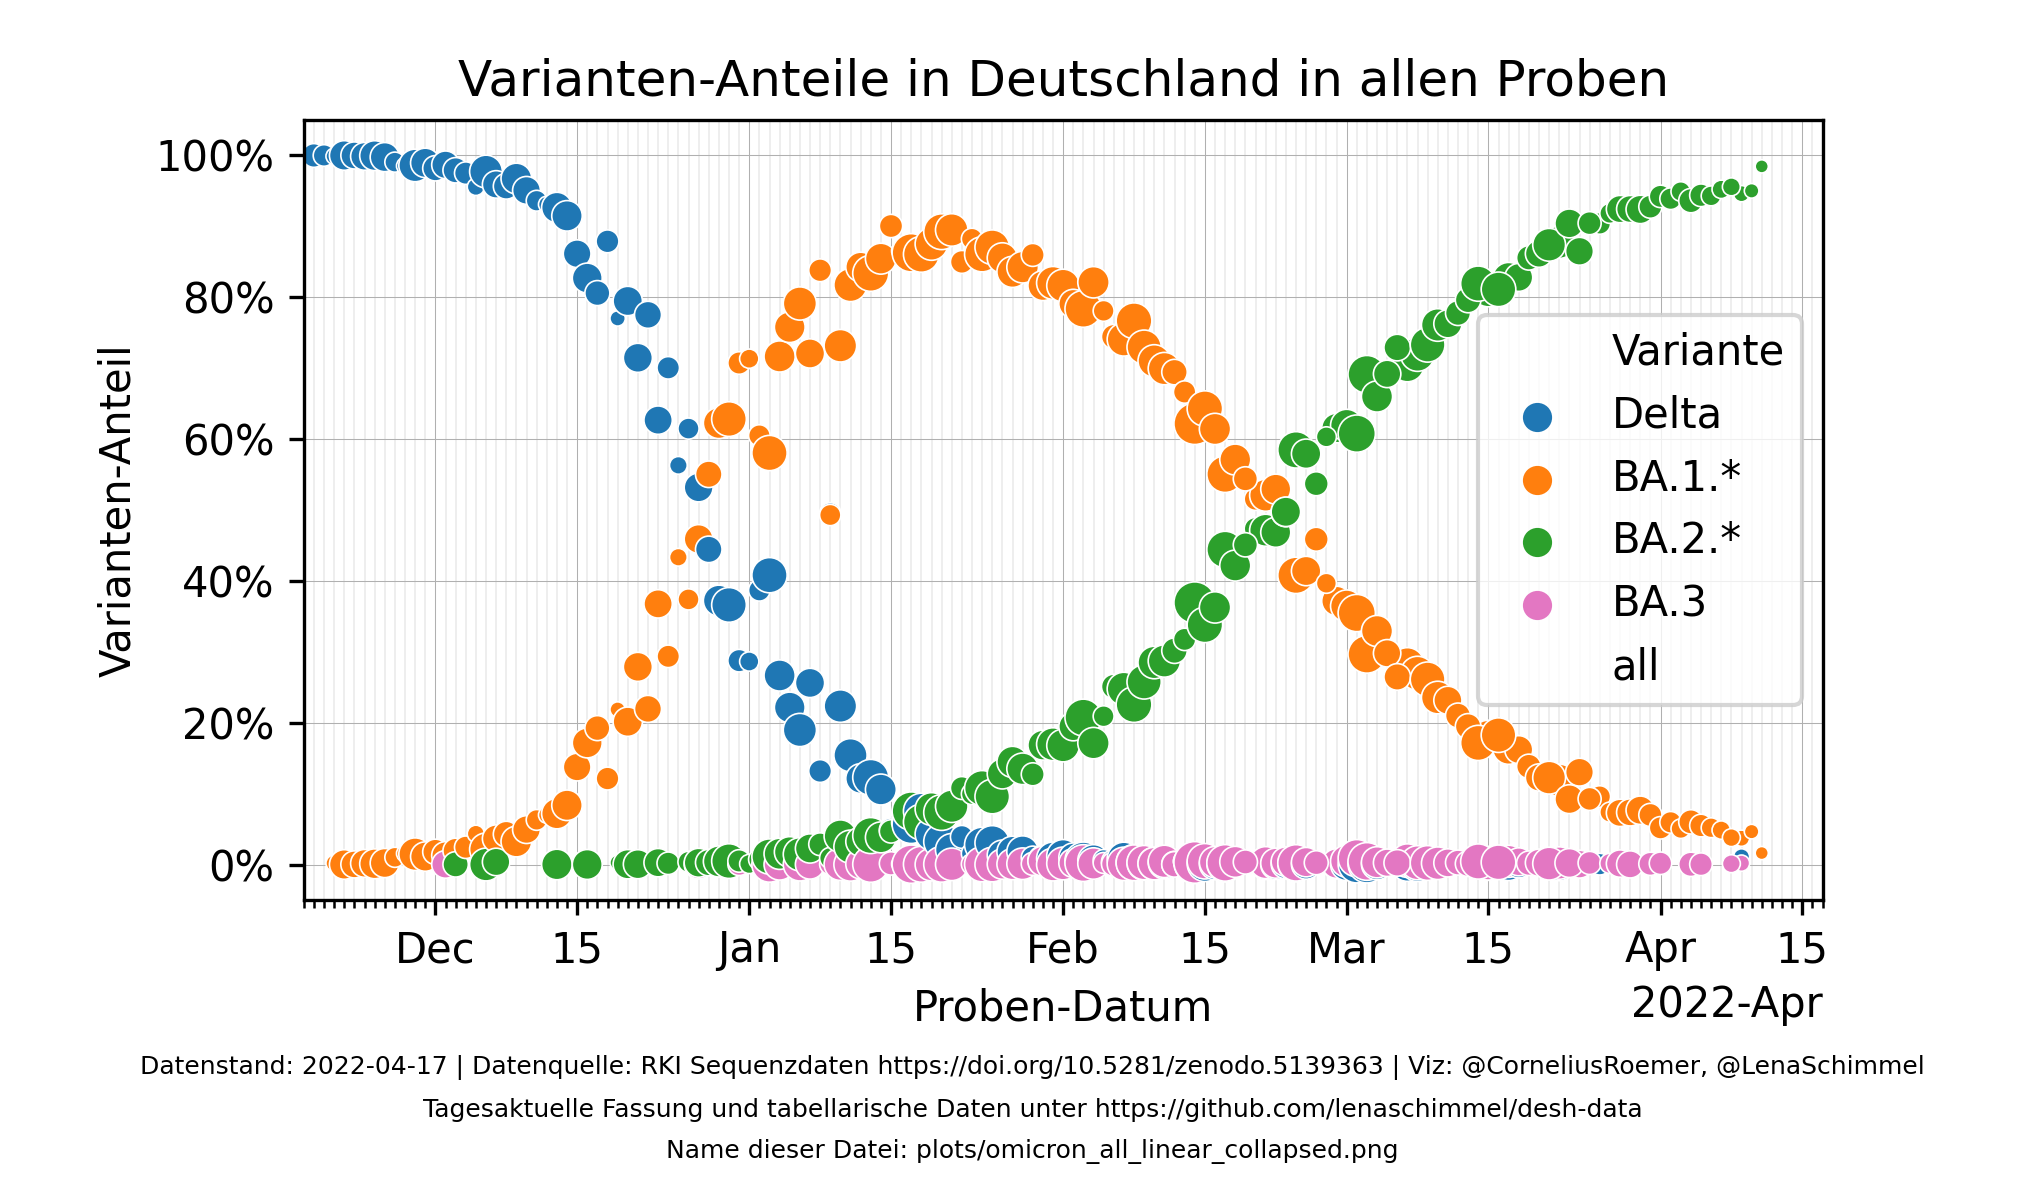 Varianten-Anteile in Deutschland in allen Proben
Varianten-Anteil
100%
80%
60%
40%
20%
0%
Variante
Delta
BA.1.*
BA.2.*
BA.3
all
Dec 15 Jan 15 Feb 15 Mar 15 Apr 15
Proben-Datum
2022-Apr
Datenstand: 2022-04-17 | Datenquelle: RKI Sequenzdaten https://doi.org/10.5281/zenodo.5139363 | Viz: @CorneliusRoemer, @LenaSchimmel
Tagesaktuelle Fassung und tabellarische Daten unter https://github.com/lenaschimmel/desh-data
Name dieser Datei: plots/omicron_all_linear_collapsed.png